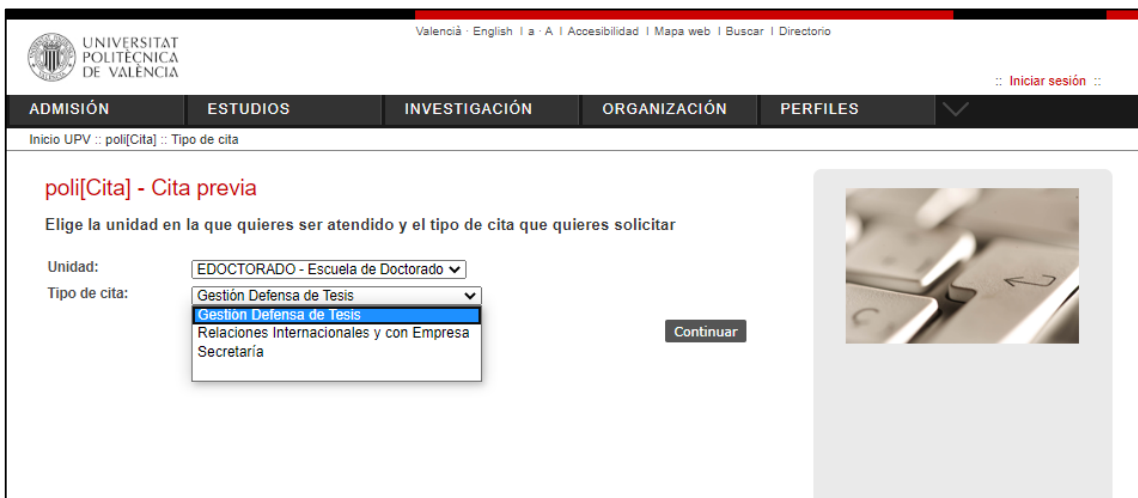 Valencià · English I a · A I Accesibilidad I Mapa web I Buscar I Directorio
UNIVERSITAT
POLITÈCNICA
DE VALÈNCIA
:: Iniciar sesión ::
ADMISIÓN ESTUDIOS INVESTIGACIÓN ORGANIZACIÓN PERFILES
Inicio UPV :: poli[Cita] :: Tipo de cita
poli[Cita] - Cita previa
Elige la unidad en la que quieres ser atendido y el tipo de cita que quieres solicitar
Unidad: EDOCTORADO - Escuela de Doctorado
Tipo de cita: Gestión Defensa de Tesis
Gestión Defensa de Tesis
Relaciones Internacionales y con Empresa
Secretaría
Continuar
C